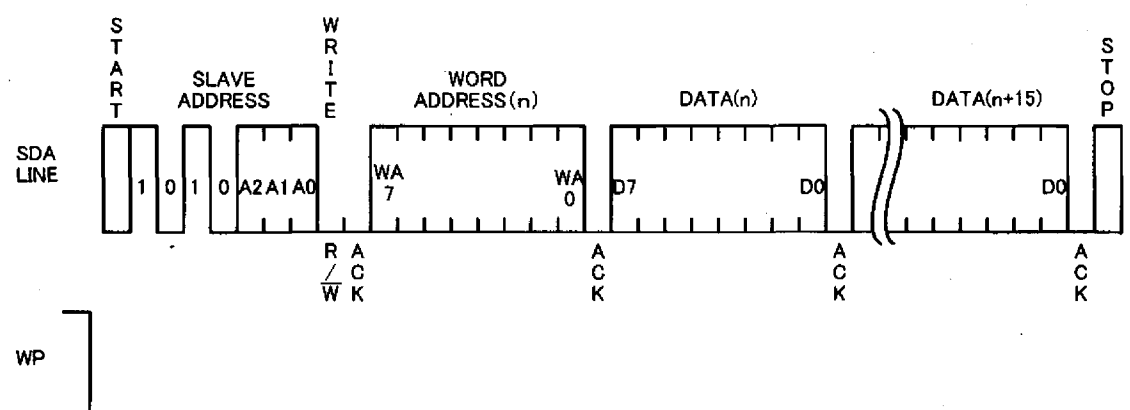 START
WRITE
STOP
SLAVE
ADDRESS
WORD
ADDRESS(n)
DATA(n)
DATA(n+15)
SDA
LINE
1 0 1 0 A2 A1 A0
WA
7
WA
0
D7
D0
D0
R/W
ACK
ACK
ACK
ACK
WP